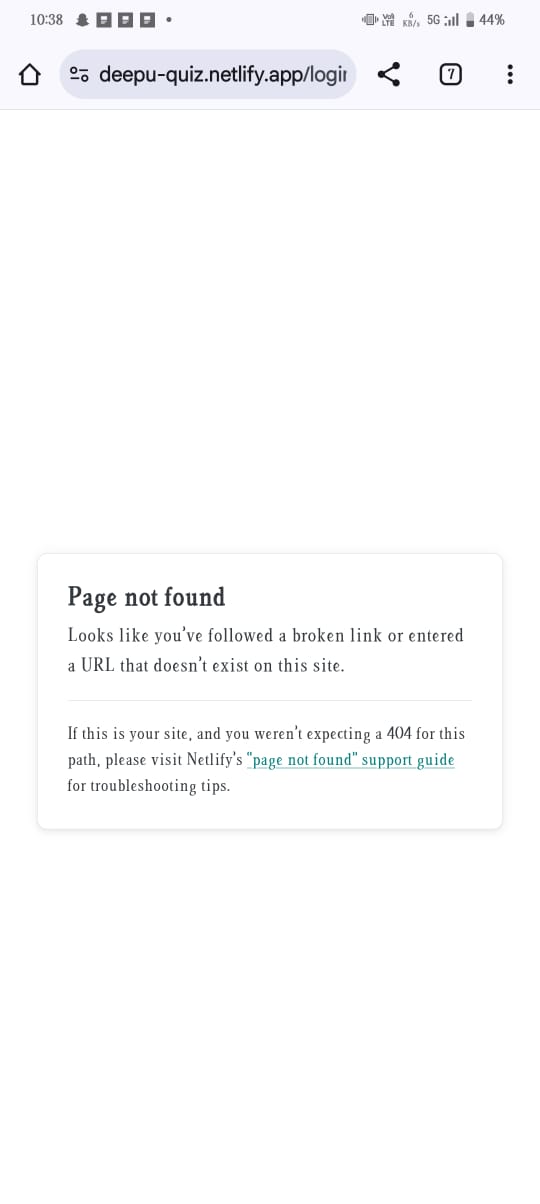 10:38
Vo) LTE 6 KB/s 5G 44%
deepu-quiz.netlify.app/login
7
Page not found
Looks like you’ve followed a broken link or entered
a URL that doesn’t exist on this site.
If this is your site, and you weren’t expecting a 404 for this
path, please visit Netlify’s “page not found” support guide
for troubleshooting tips.